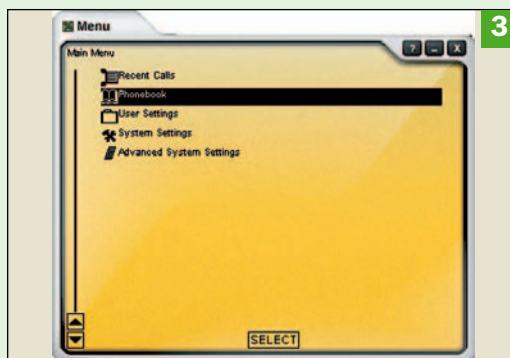 Menu
3
Main Menu
? – X
Recent Calls
Phonebook
User Settings
System Settings
Advanced System Settings
SELECT